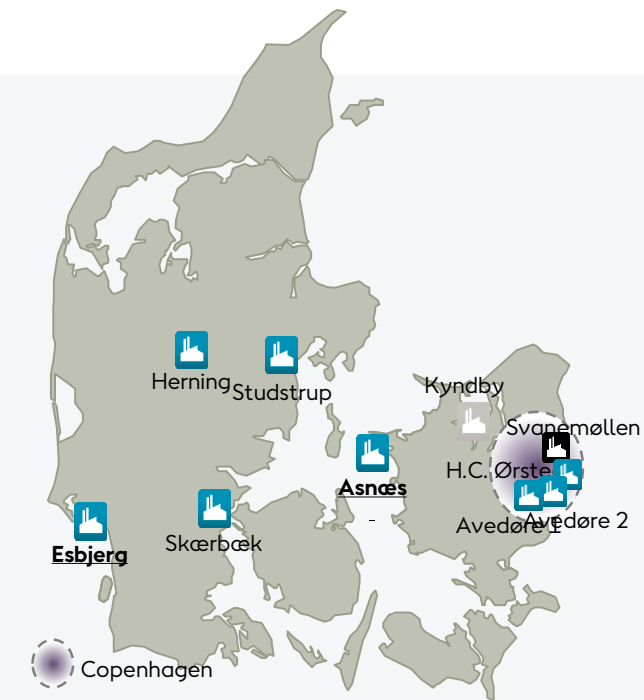 Herning
Studstrup
Kyndby
Svanemøllen
H.C. Ørste
Asnæs
-
Avedøre 1
Avedøre 2
Esbjerg
Skærbæk
Copenhagen